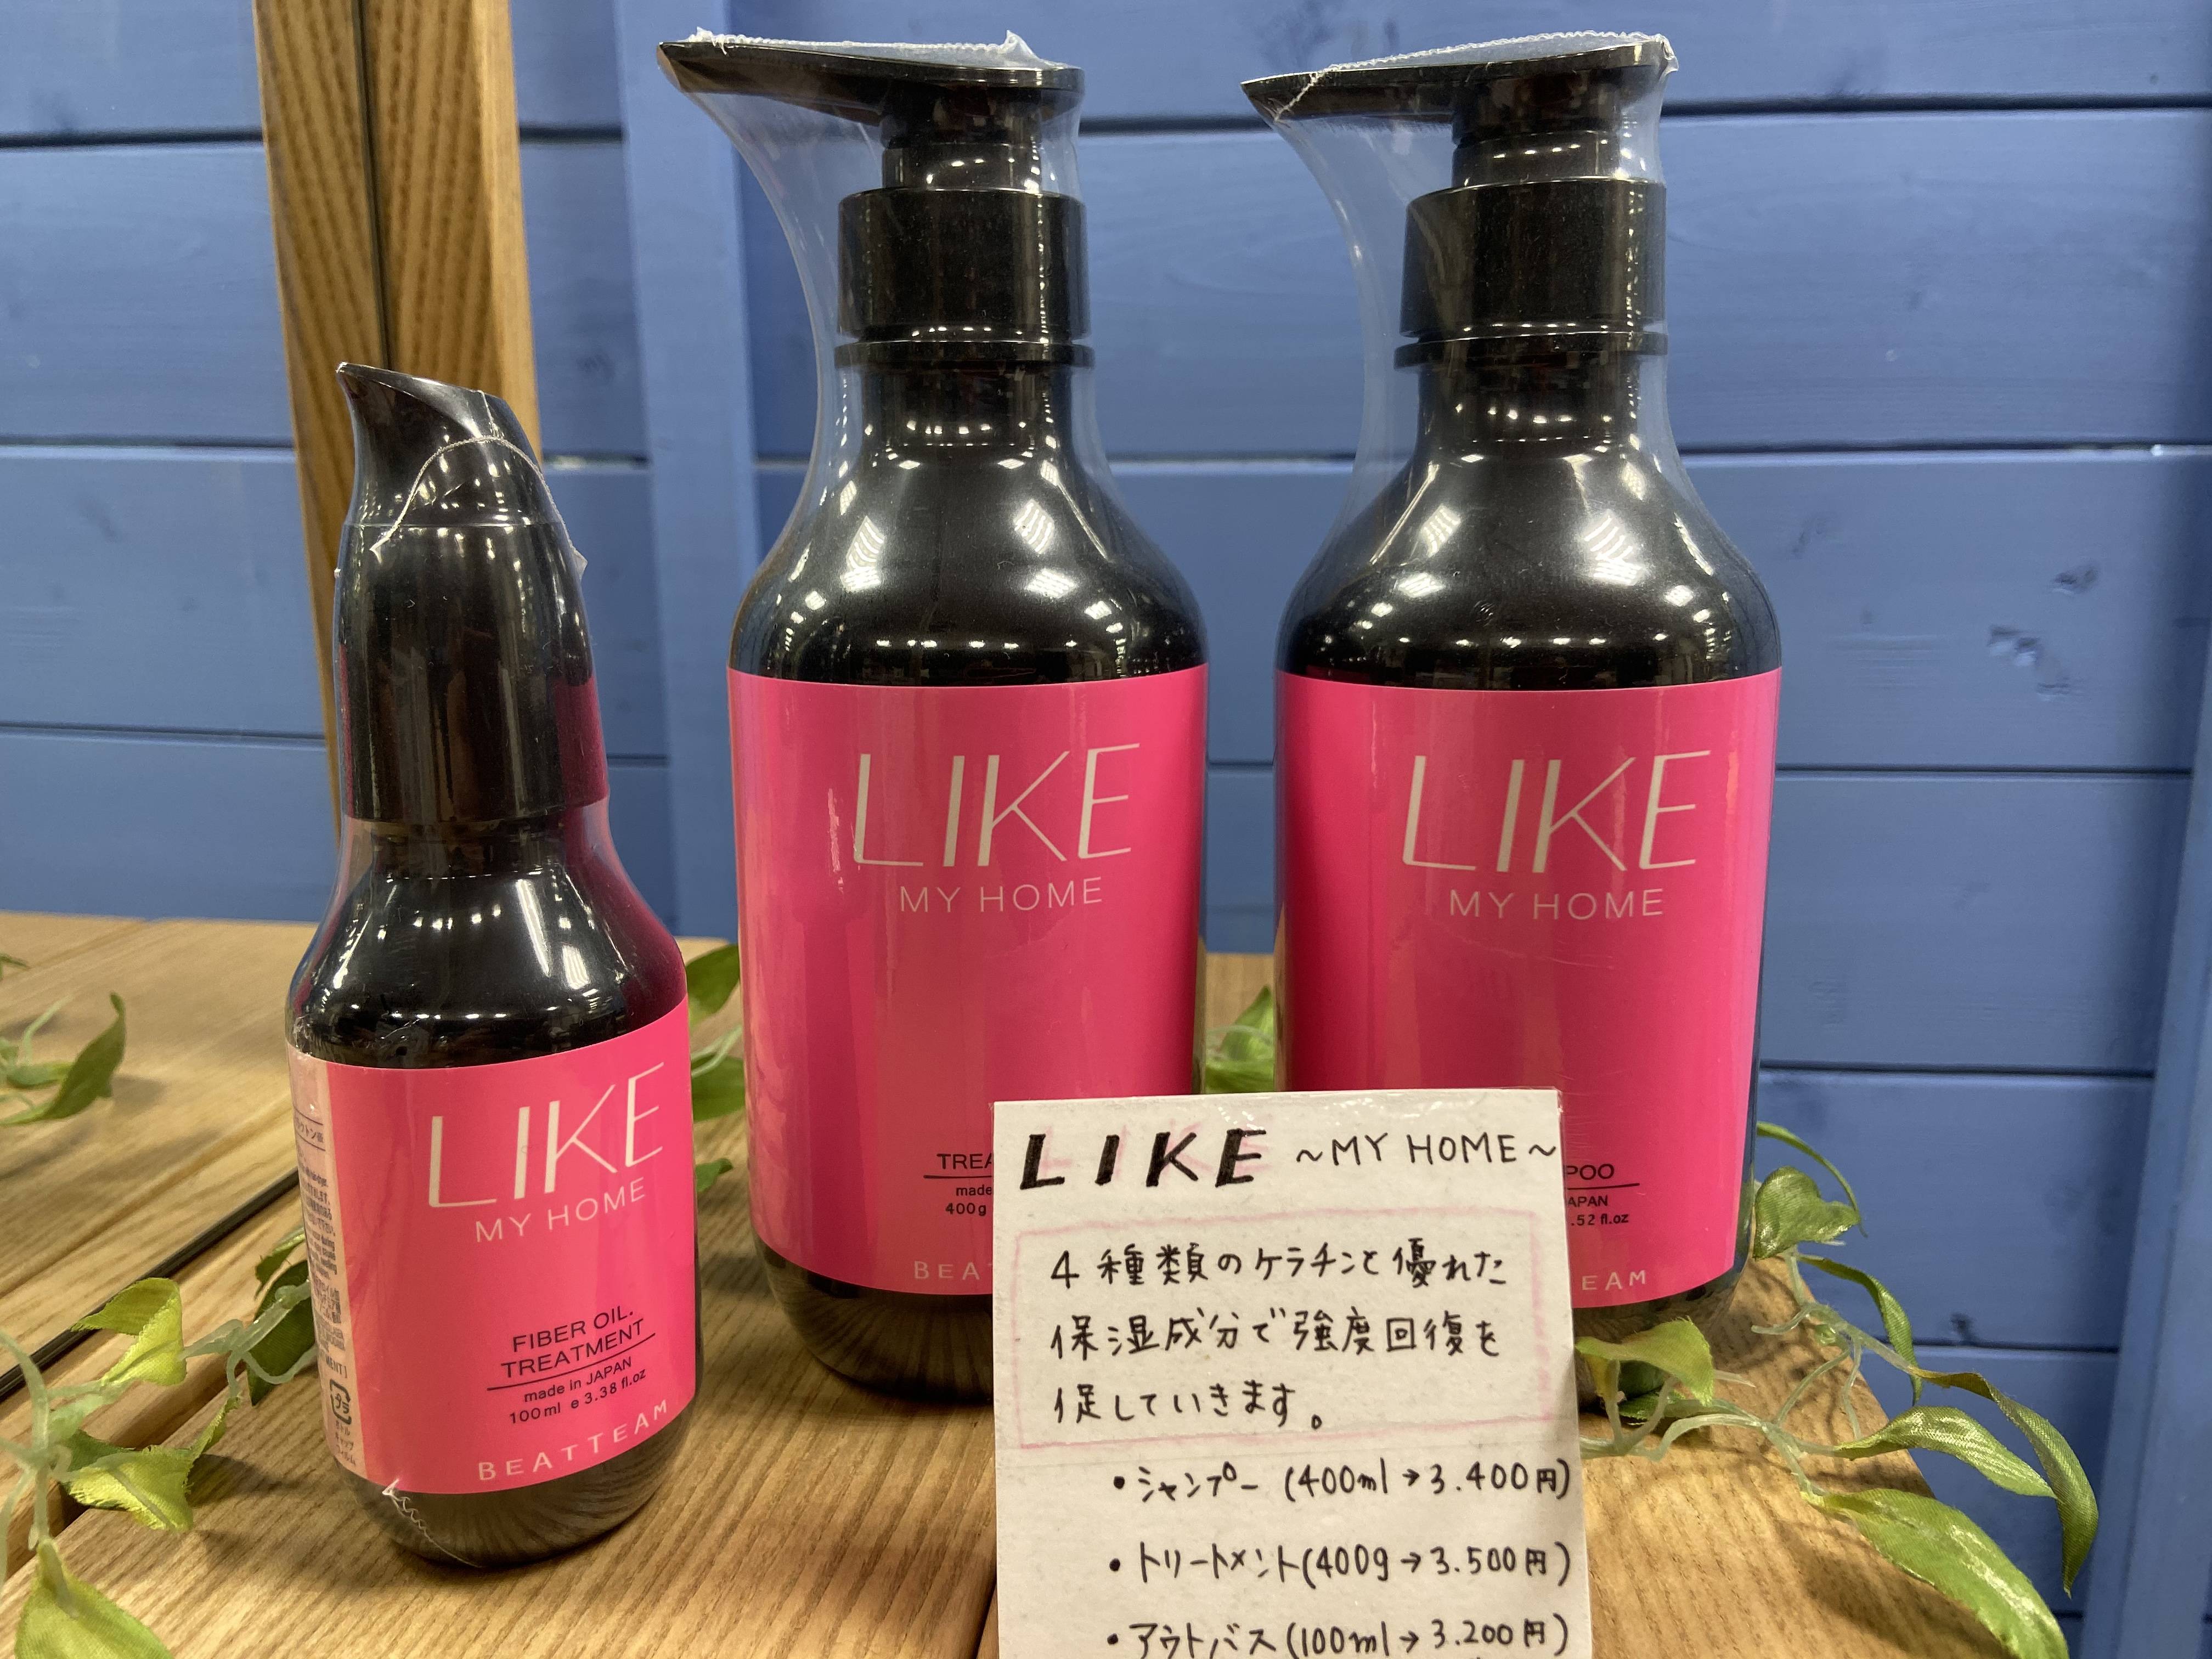 LIKE
MY HOME
FIBER OIL.
TREATMENT
made in JAPAN
100ml e 3.38 fl.oz
BEATTEAM
プラ
LIKE
MY HOME
TREA
made
400g
BEAT
LIKE
MY HOME
POO
JAPAN
.52 fl.oz
EAM
LIKE ~MY HOME~
4種類のケラチンと優れた
保湿成分で強度回復を
促していきます。
・シャンプー (400ml→3.400円)
・トリートメント(400g→3.500円)
・アウトバス(100ml→3.200円)